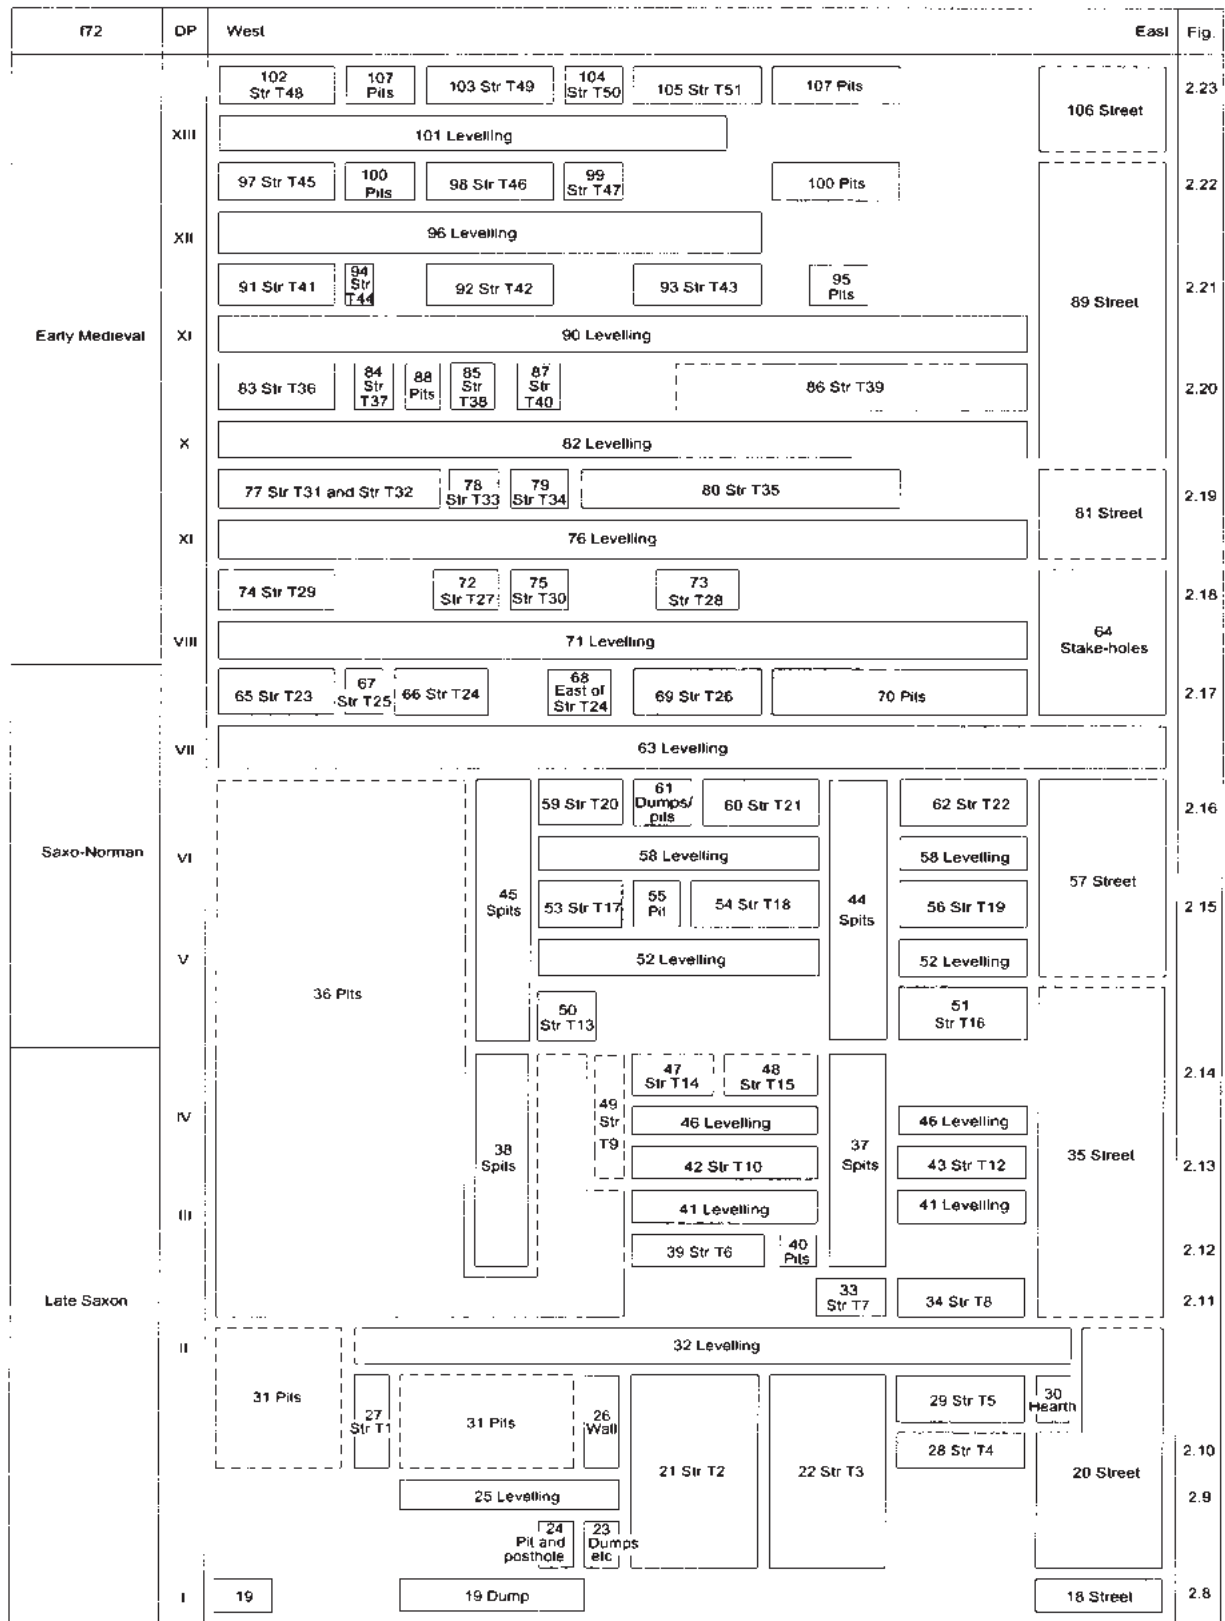 f72 DP West East Fig.
102 107 103 Str T49 104 105 Str T51 107 Pits 2.23
Str T48 Pits Str T50
106 Street
XIII 101 Levelling
97 Str T45 100 98 Str T46 99 100 Pits 2.22
Pits Str T47
XII 96 Levelling
91 Str T41 94 92 Str T42 93 Str T43 95 2.21
Str Pits
T44
89 Street
Early Medieval XI 90 Levelling
83 Str T36 84 88 85 87 86 Str T39 2.20
Str Pits Str Str
T37 T38 T40
X 82 Levelling
77 Str T31 and Str T32 78 79 80 Str T35 2.19
Str T33 Str T34
81 Street
XI 76 Levelling
74 Str T29 72 75 73 2.18
Str T27 Str T30 Str T28
64
Stake-holes
VIII 71 Levelling
65 Str T23 67 66 Str T24 68 69 Str T26 70 Pits 2.17
Str T25 East of
Str T24
VII 63 Levelling
59 Str T20 61 60 Str T21 62 Str T22 2.16
Dumps/
pits
Saxo-Norman VI 58 Levelling 58 Levelling
57 Street
45 44
Spits Spits
53 Str T17 55 54 Str T18 56 Str T19 2 15
Pit
V 52 Levelling 52 Levelling
36 Pits
50 51
Str T13 Str T16
47 48 2.14
Str T14 Str T15
49
Str
T9
IV 46 Levelling 46 Levelling
38 37
Spits Spits
35 Street
42 Str T10 43 Str T12 2.13
III 41 Levelling 41 Levelling
39 Str T6 40 2.12
Pits
Late Saxon 33 34 Str T8 2.11
Str T7
II 32 Levelling
31 Pits 27 31 Pits 26 29 Str T5 30
Str T1 Wall Hearth
28 Str T4 2.10
21 Str T2 22 Str T3 20 Street
25 Levelling 2.9
24 23
Pit and Dumps
posthole etc
I 19 19 Dump 18 Street 2.8